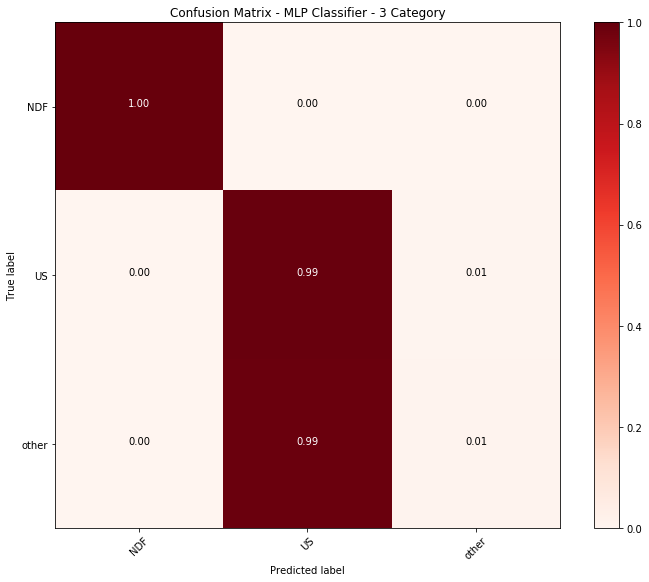 Confusion Matrix - MLP Classifier - 3 Category
True label
NDF
1.00
0.00
0.00
US
0.00
0.99
0.01
other
0.00
0.99
0.01
NDF
US
other
Predicted label
1.0
0.8
0.6
0.4
0.2
0.0